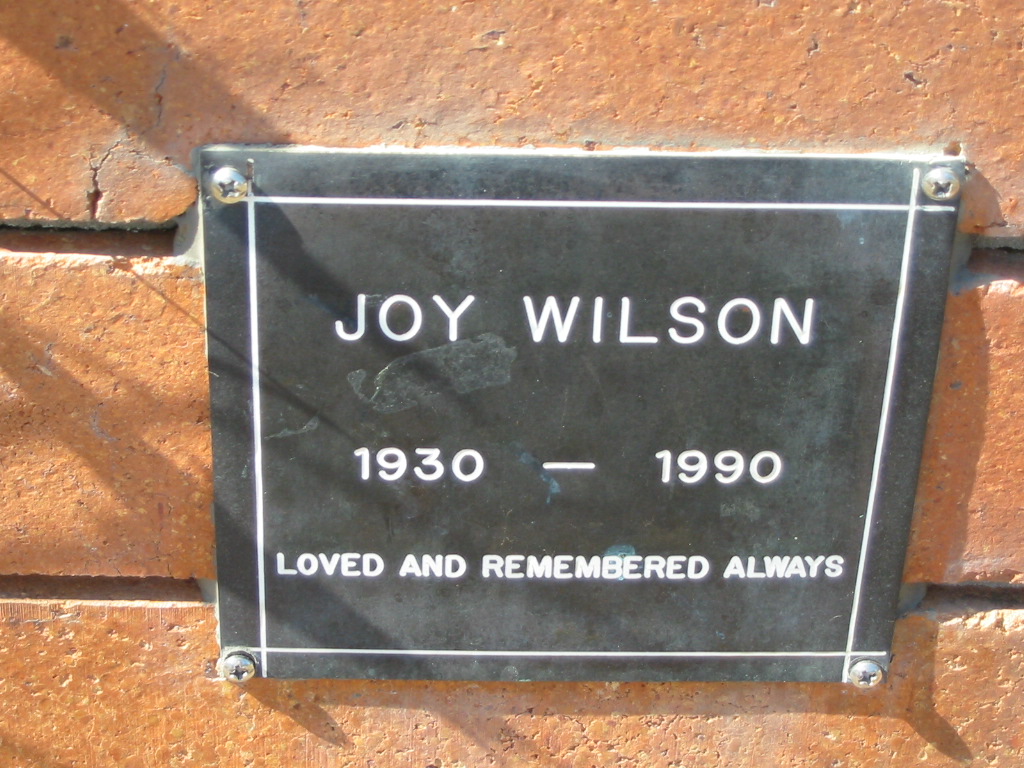 JOY WILSON
1930 — 1990
LOVED AND REMEMBERED ALWAYS